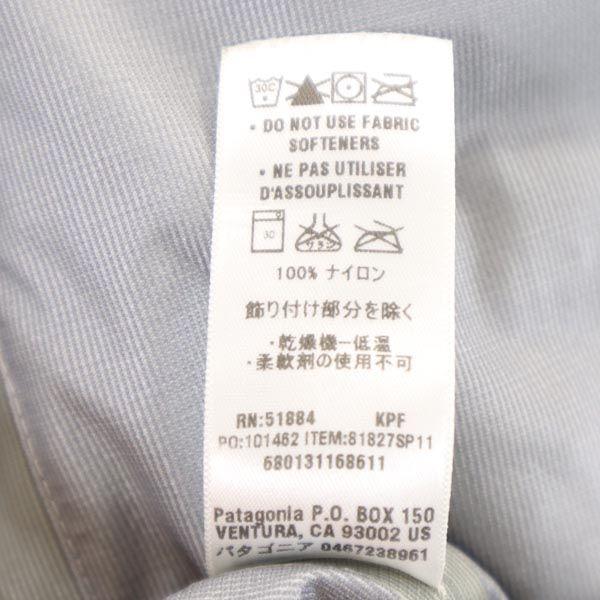 30C
· DO NOT USE FABRIC
SOFTENERS
· NE PAS UTILISER
D'ASSOUPLISSANT
30
100% ナイロン
飾り付け部分を除く
·乾燥機ー低温
·柔軟剤の使用不可
RN:51884 KPF
PO:101462 ITEM:81827SP11
680131168611
Patagonia P.O. BOX 150
VENTURA, CA 93002 US
パタゴニア 0467238961